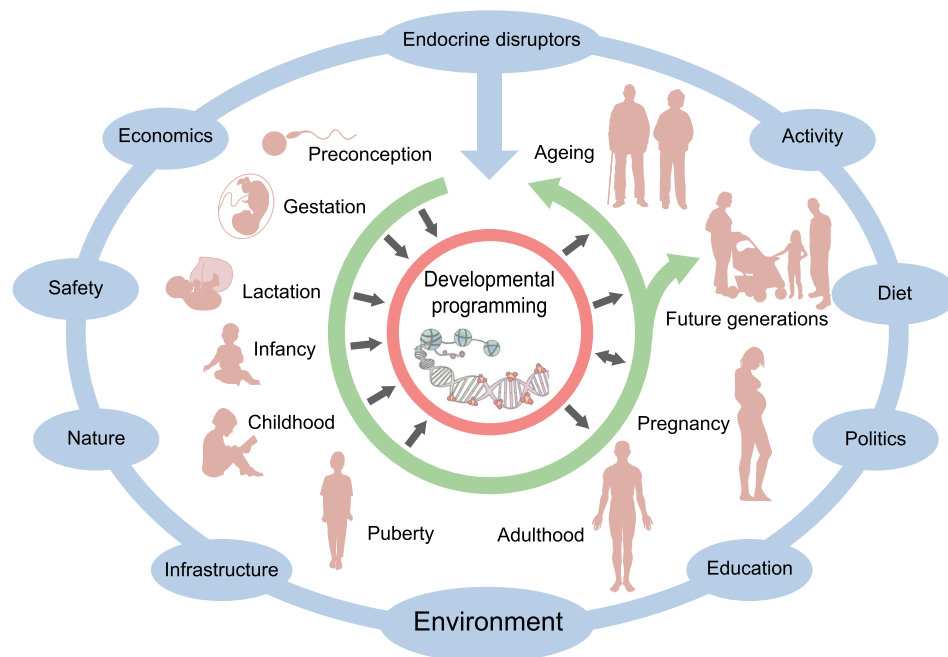 Endocrine disruptors
Economics
Activity
Preconception
Ageing
Gestation
Safety
Lactation
Developmental
programming
Diet
Future generations
Infancy
Childhood
Pregnancy
Nature
Politics
Puberty
Adulthood
Infrastructure
Education
Environment